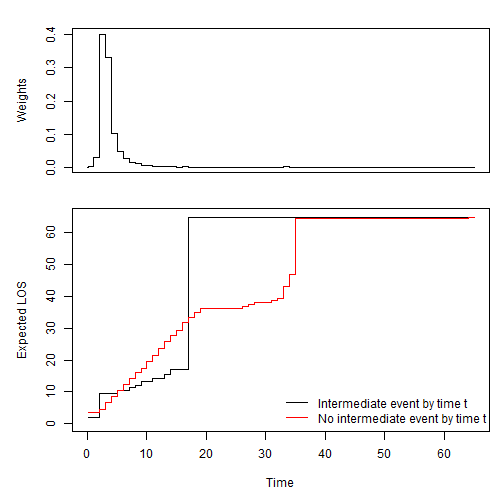 0.4
0.3
0.2
0.1
0.0
Weights
60
50
40
30
20
10
0
Expected LOS
Intermediate event by time t
No intermediate event by time t
0 10 20 30 40 50 60
Time